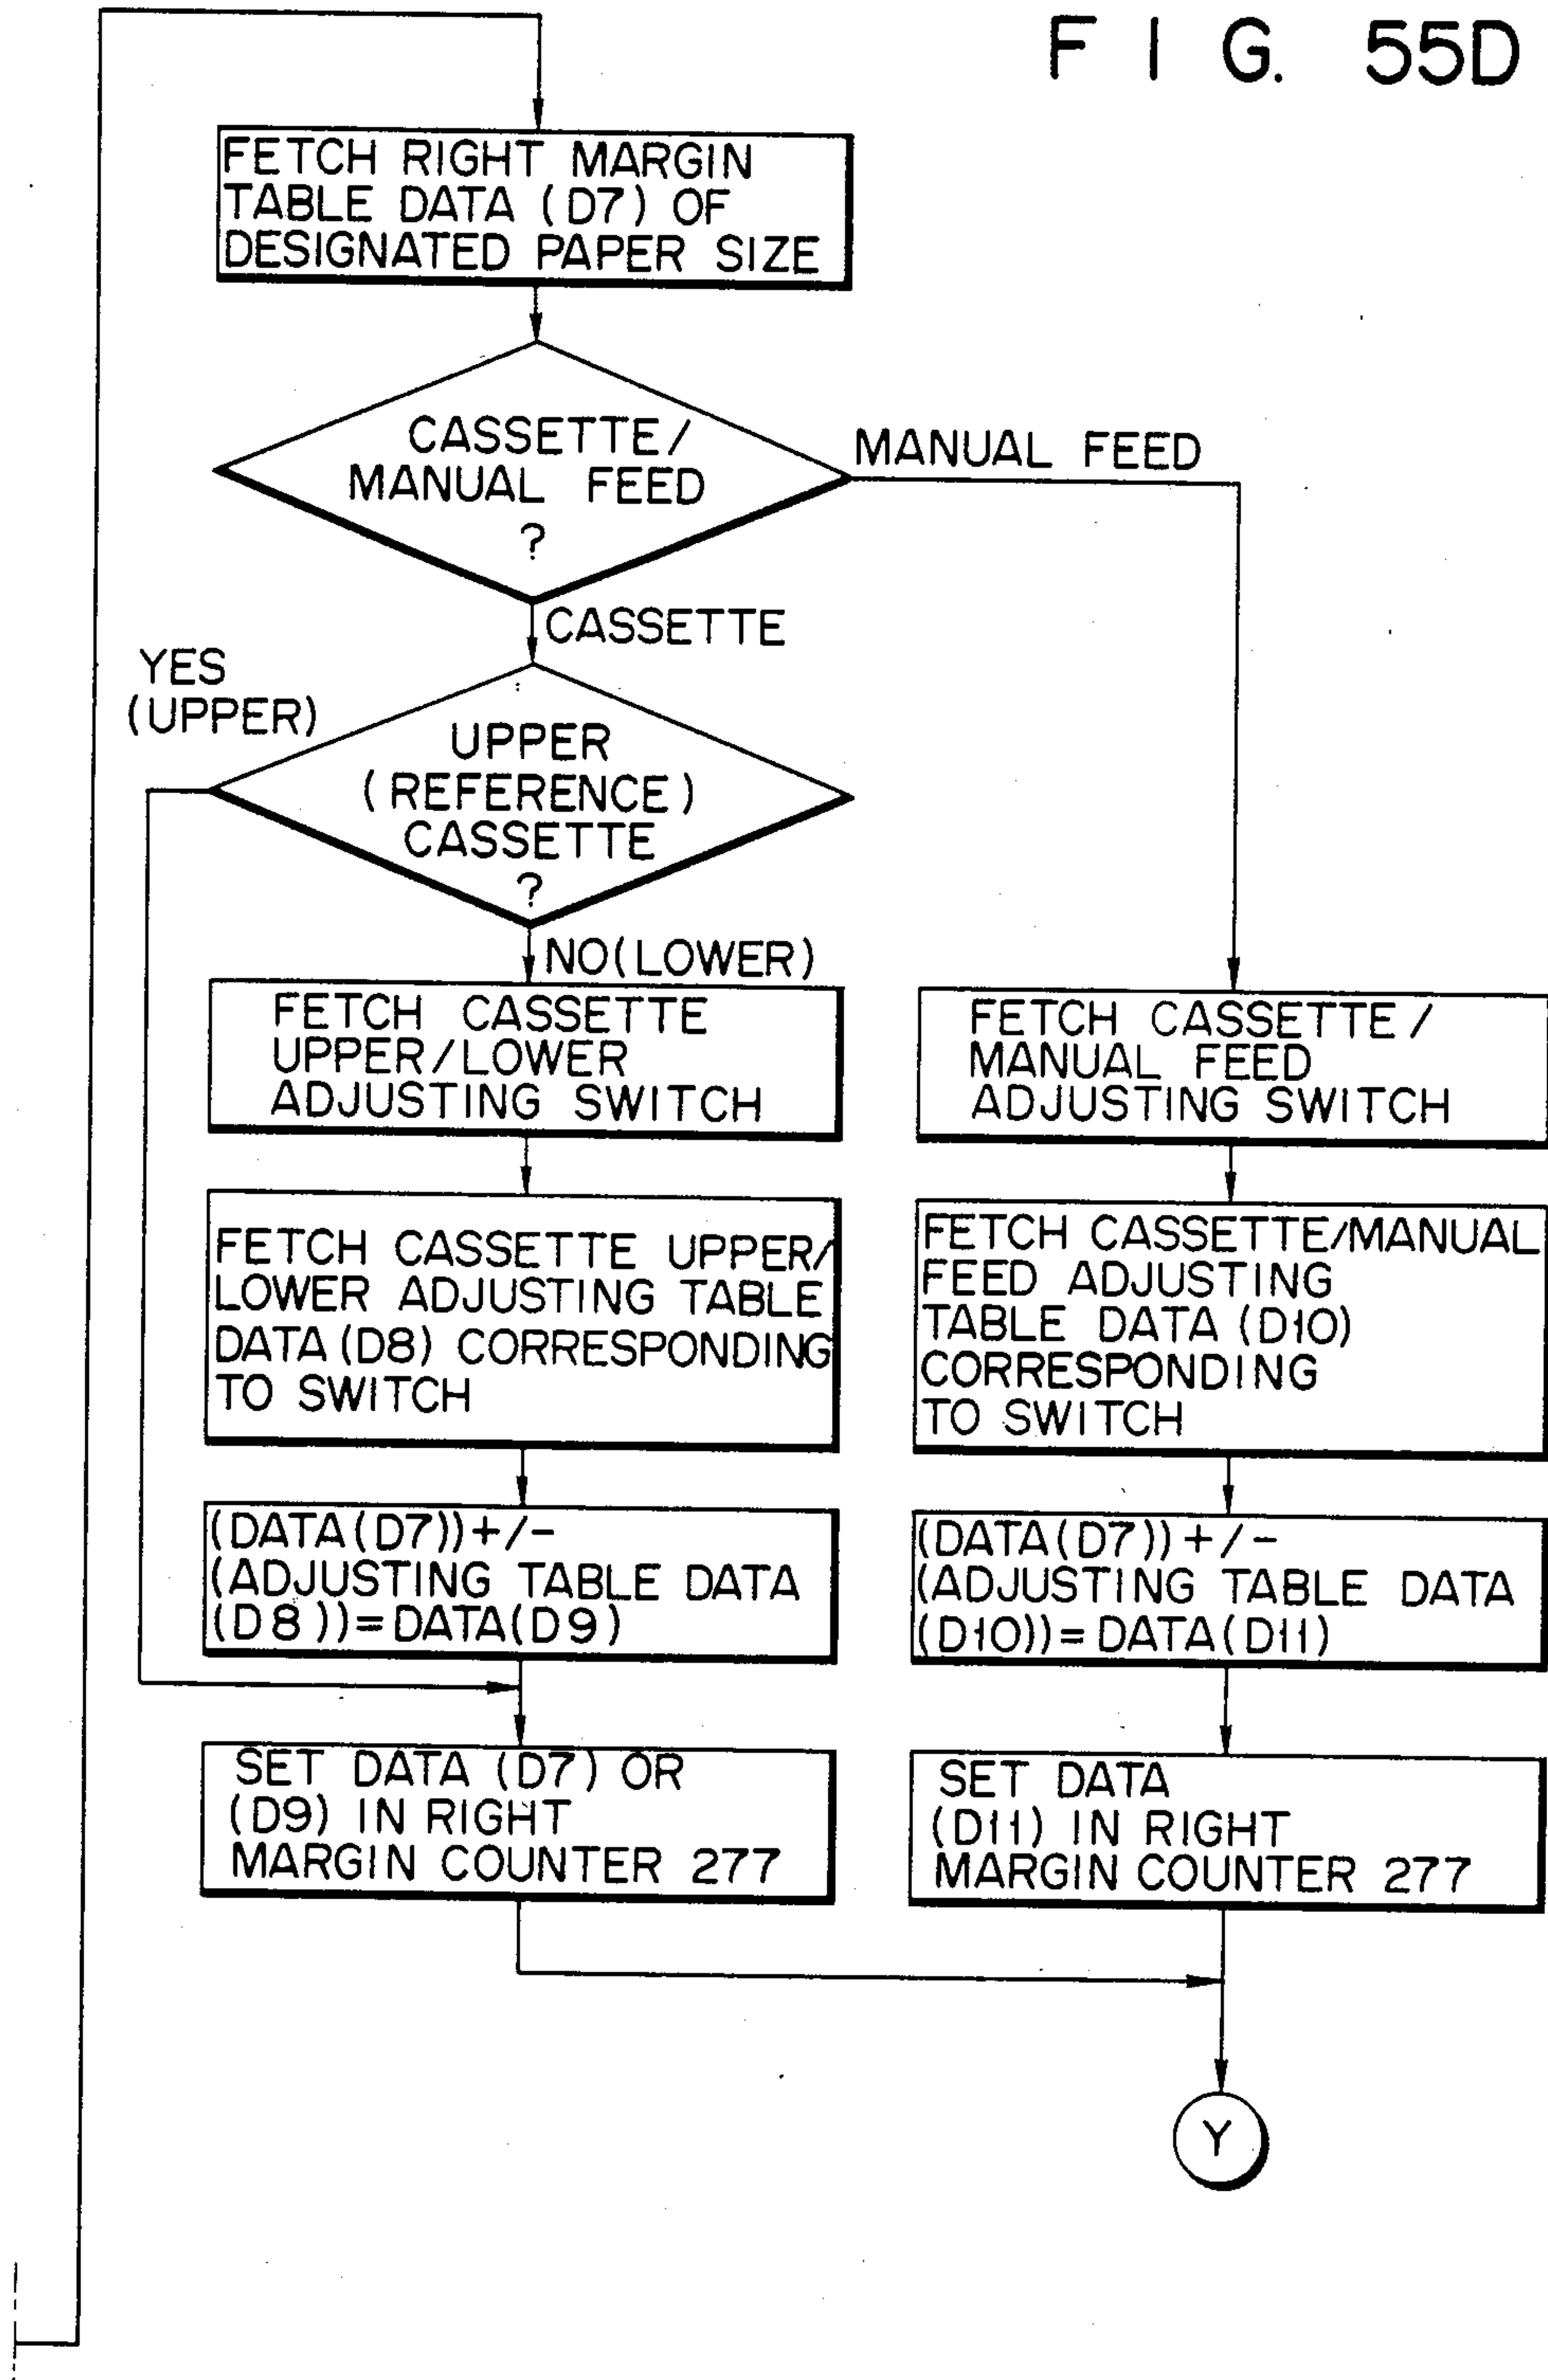 F I G. 55D
FETCH RIGHT MARGIN
TABLE DATA (D7) OF
DESIGNATED PAPER SIZE
CASSETTE/
MANUAL FEED
?
MANUAL FEED
CASSETTE
YES
(UPPER)
UPPER
(REFERENCE)
CASSETTE
?
NO(LOWER)
FETCH CASSETTE
UPPER/LOWER
ADJUSTING SWITCH
FETCH CASSETTE/
MANUAL FEED
ADJUSTING SWITCH
FETCH CASSETTE UPPER/
LOWER ADJUSTING TABLE
DATA(D8) CORRESPONDING
TO SWITCH
FETCH CASSETTE/MANUAL
FEED ADJUSTING
TABLE DATA (D10)
CORRESPONDING
TO SWITCH
(DATA(D7))+/-
(ADJUSTING TABLE DATA
(D8))=DATA(D9)
(DATA(D7))+/-
(ADJUSTING TABLE DATA
(D10))=DATA(D11)
SET DATA (D7) OR
(D9) IN RIGHT
MARGIN COUNTER 277
SET DATA
(D11) IN RIGHT
MARGIN COUNTER 277
Y